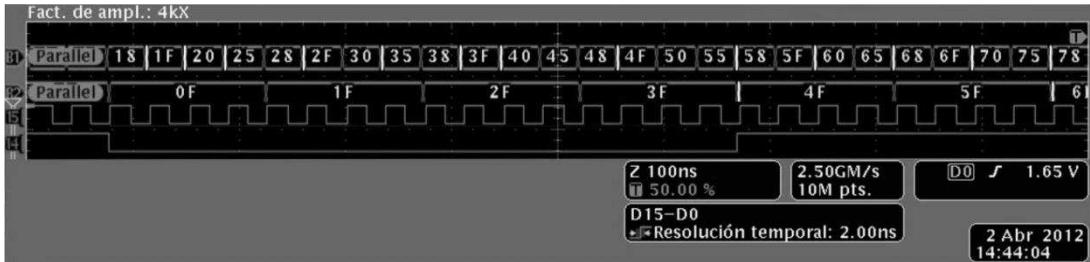 Fact. de ampl.: 4kX
T
B1 Parallel 18 1F 20 25 28 2F 30 35 38 3F 40 45 48 4F 50 55 58 5F 60 65 68 6F 70 75 78
B2 Parallel 0F 1F 2F 3F 4F 5F 6
15
14
Z 100ns
T 50.00 %
2.50GM/s
10M pts.
D0 1.65 V
D15-D0
Resolución temporal: 2.00ns
2 Abr 2012
14:44:04